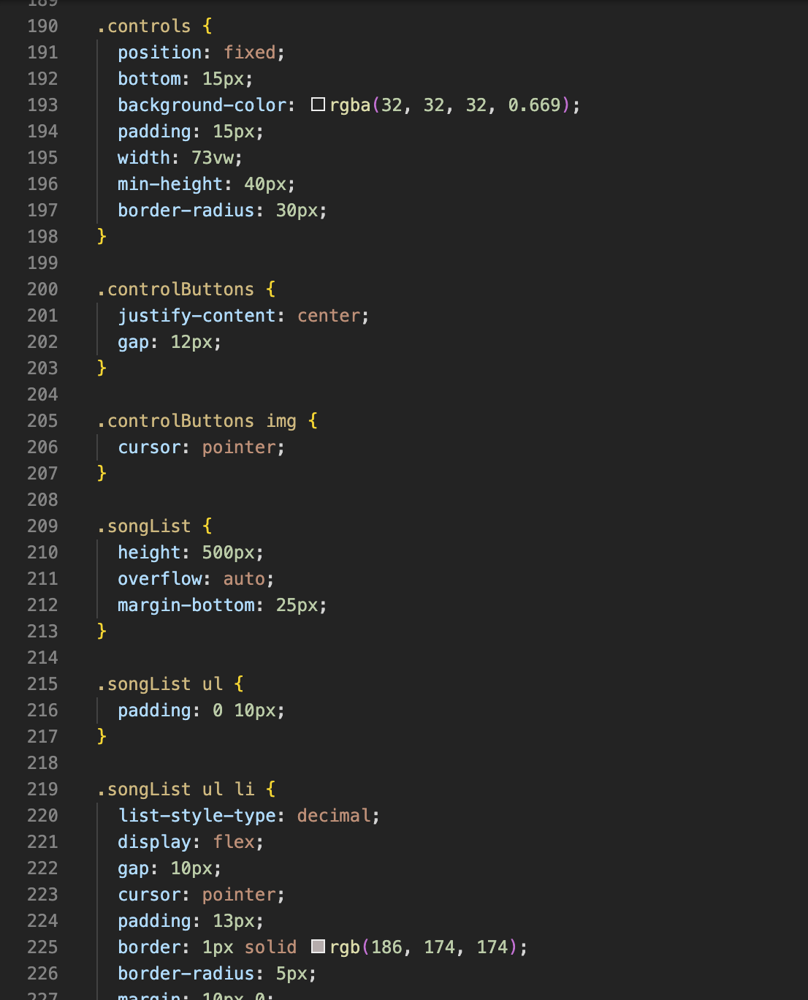 189
190 .controls {
191 position: fixed;
192 bottom: 15px;
193 background-color: rgba(32, 32, 32, 0.669);
194 padding: 15px;
195 width: 73vw;
196 min-height: 40px;
197 border-radius: 30px;
198 }
199
200 .controlButtons {
201 justify-content: center;
202 gap: 12px;
203 }
204
205 .controlButtons img {
206 cursor: pointer;
207 }
208
209 .songList {
210 height: 500px;
211 overflow: auto;
212 margin-bottom: 25px;
213 }
214
215 .songList ul {
216 padding: 0 10px;
217 }
218
219 .songList ul li {
220 list-style-type: decimal;
221 display: flex;
222 gap: 10px;
223 cursor: pointer;
224 padding: 13px;
225 border: 1px solid rgb(186, 174, 174);
226 border-radius: 5px;
227 margin: 10px 0;